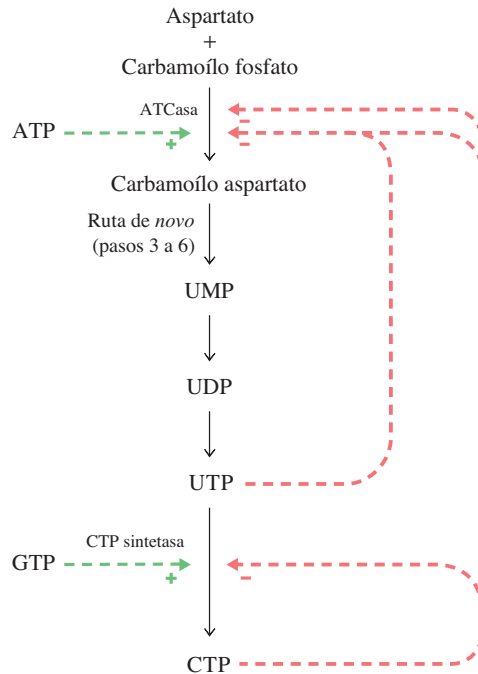 Aspartato
+
Carbamoílo fosfato
ATCasa
ATP
+
−
−
Carbamoílo aspartato
Ruta de novo
(pasos 3 a 6)
UMP
UDP
UTP
CTP sintetasa
GTP
+
−
CTP